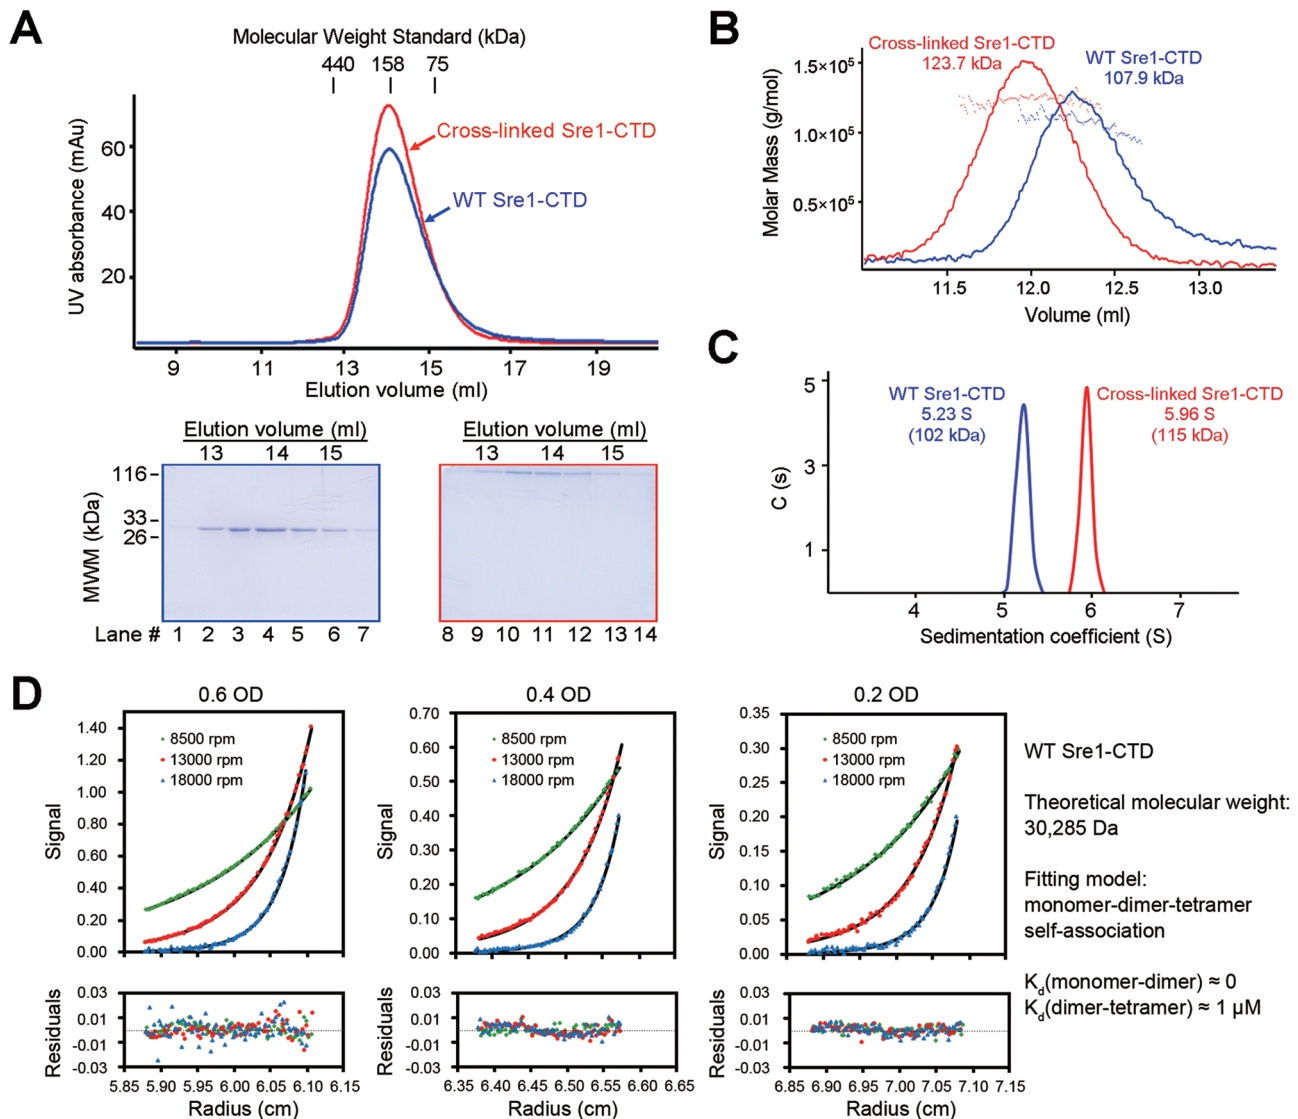 A
Molecular Weight Standard (kDa)
440 158 75
Cross-linked Sre1-CTD
WT Sre1-CTD
UV absorbance (mAu)
60
40
20
9 11 13 15 17 19
Elution volume (ml)
Elution volume (ml)
13 14 15
Elution volume (ml)
13 14 15
MWM (kDa)
116
33
26
Lane # 1 2 3 4 5 6 7
8 9 10 11 12 13 14
B
Cross-linked Sre1-CTD
123.7 kDa
WT Sre1-CTD
107.9 kDa
Molar Mass (g/mol)
1.5×10⁵
1.0×10⁵
0.5×10⁵
11.5 12.0 12.5 13.0
Volume (ml)
C
WT Sre1-CTD
5.23 S
(102 kDa)
Cross-linked Sre1-CTD
5.96 S
(115 kDa)
C (s)
5
3
1
4 5 6 7
Sedimentation coefficient (S)
D
0.6 OD
Signal
1.40
1.20
1.00
0.80
0.60
0.40
0.20
0.00
8500 rpm
13000 rpm
18000 rpm
Residuals
0.03
0.01
-0.01
-0.03
5.85 5.90 5.95 6.00 6.05 6.10 6.15
Radius (cm)
0.4 OD
Signal
0.70
0.60
0.50
0.40
0.30
0.20
0.10
0.00
8500 rpm
13000 rpm
18000 rpm
Residuals
0.03
0.01
-0.01
-0.03
6.35 6.40 6.45 6.50 6.55 6.60 6.65
Radius (cm)
0.2 OD
Signal
0.35
0.30
0.25
0.20
0.15
0.10
0.05
0.00
8500 rpm
13000 rpm
18000 rpm
Residuals
0.03
0.01
-0.01
-0.03
6.85 6.90 6.95 7.00 7.05 7.10 7.15
Radius (cm)
WT Sre1-CTD
Theoretical molecular weight:
30,285 Da
Fitting model:
monomer-dimer-tetramer
self-association
K_d(monomer-dimer) ≈ 0
K_d(dimer-tetramer) ≈ 1 µM